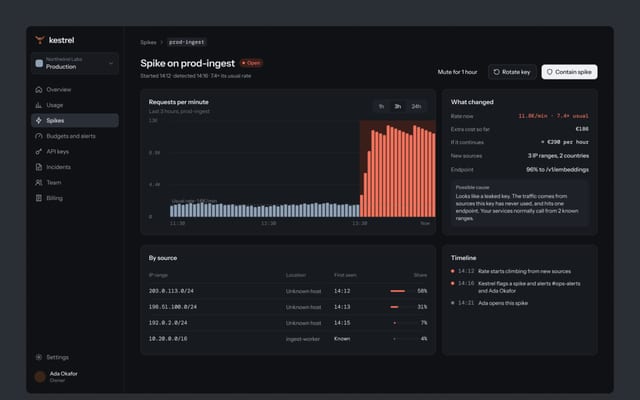 kestrel
Northwind Labs
Production
Overview
Usage
Spikes
Budgets and alerts
API keys
Incidents
Team
Billing
Settings
Ada Okafor
Owner
Spikes > prod-ingest
Spike on prod-ingest
Open
Started 14:12 · detected 14:16 · 7.4× its usual rate
Mute for 1 hour
Rotate key
Contain spike
Requests per minute
Last 3 hours, prod-ingest
1h
3h
24h
13K
4.4K
0
Usual rate
11:30
12:30
13:30
Now
What changed
Rate now 11.8K/min · 7.4× usual
Extra cost so far €186
If it continues ≈ €290 per hour
New sources 3 IP ranges, 2 countries
Endpoint 96% to /v1/embeddings
Possible cause
Looks like a leaked key. The traffic comes from
sources this key has never used, and hits one
endpoint. Your services normally call from 2 known
ranges.
By source
IP range Location First seen Share
203.0.113.0/24 Unknown host 14:12 58%
198.51.100.0/24 Unknown host 14:13 31%
192.0.2.0/24 Unknown host 14:15 7%
10.20.0.0/16 ingest-worker Known 4%
Timeline
14:12 Rate starts climbing from new sources
14:16 Kestrel flags a spike and alerts #ops-alerts
and Ada Okafor
14:21 Ada opens this spike